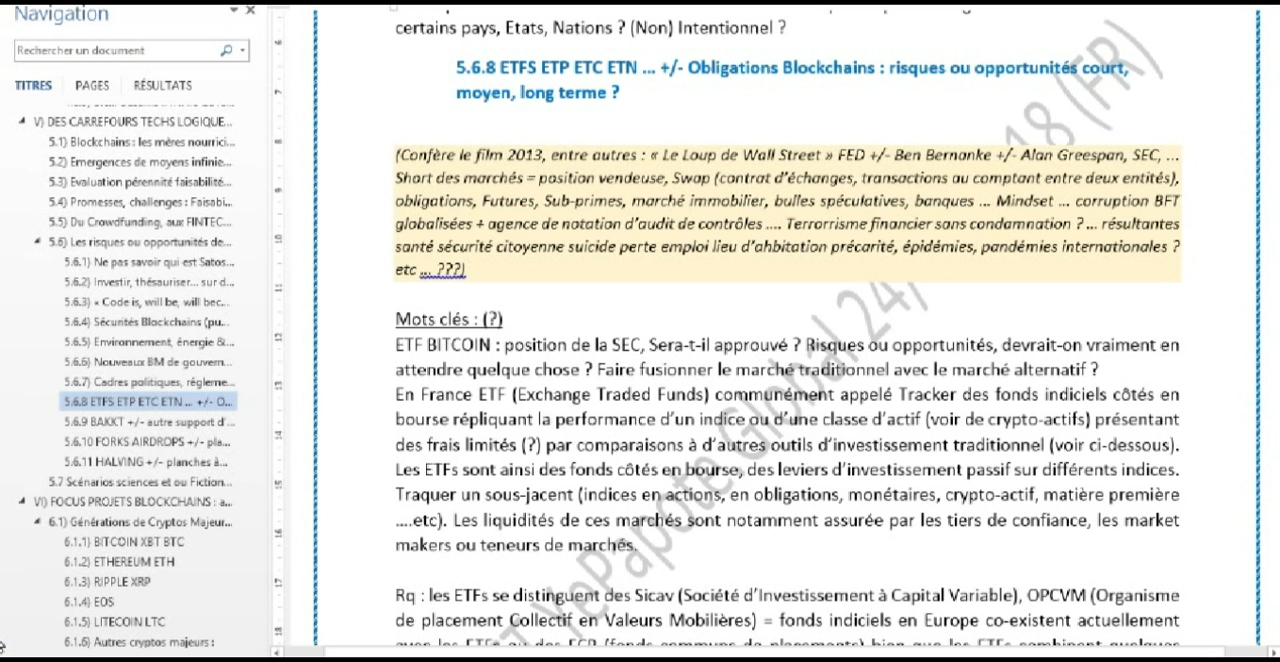 Navigation
Rechercher un document
TITRES PAGES RÉSULTATS
V) DES CARREFOURS TECHS LOGIQUE...
5.1) Blockchains : les mères nourrici...
5.2) Emergences de moyens infinie...
5.3) Evaluation pérennité faisabilité...
5.4) Promesses, challenges : Faisabi...
5.5) Du Crowdfunding, aux FINTEC...
5.6) Les risques ou opportunités de...
5.6.1) Ne pas savoir qui est Satos...
5.6.2) Investir, thésauriser... sur d...
5.6.3) « Code is, will be, will bec...
5.6.4) Sécurités Blockchains (pu...
5.6.5) Environnement, énergie &...
5.6.6) Nouveaux BM de gouvern...
5.6.7) Cadres politiques, régleme...
5.6.8 ETFS ETP ETC ETN ... +/- O...
5.6.9 BAKKT +/- autre support d'...
5.6.10 FORKS AIRDROPS +/- pla...
5.6.11 HALVING +/- planches à...
5.7 Scénarios sciences et ou Fiction...
VI) FOCUS PROJETS BLOCKCHAINS : a...
6.1) Générations de Cryptos Majeur...
6.1.1) BITCOIN XBT BTC
6.1.2) ETHEREUM ETH
6.1.3) RIPPLE XRP
6.1.4) EOS
6.1.5) LITECOIN LTC
6.1.6) Autres cryptos majeurs :
certains pays, Etats, Nations ? (Non) Intentionnel ?
5.6.8 ETFS ETP ETC ETN ... +/- Obligations Blockchains : risques ou opportunités court,
moyen, long terme ?
(Confère le film 2013, entre autres : « Le Loup de Wall Street » FED +/- Ben Bernanke +/- Alan Greespan, SEC, ...
Short des marchés = position vendeuse, Swap (contrat d'échanges, transactions au comptant entre deux entités),
obligations, Futures, Sub-primes, marché immobilier, bulles spéculatives, banques ... Mindset ... corruption BFT
globalisées + agence de notation d'audit de contrôles .... Terrorrisme financier sans condamnation ? ... résultantes
santé sécurité citoyenne suicide perte emploi lieu d'ahbitation précarité, épidémies, pandémies internationales ?
etc ... ???)
Mots clés : (?)
ETF BITCOIN : position de la SEC, Sera-t-il approuvé ? Risques ou opportunités, devrait-on vraiment en
attendre quelque chose ? Faire fusionner le marché traditionnel avec le marché alternatif ?
En France ETF (Exchange Traded Funds) communément appelé Tracker des fonds indiciels côtés en
bourse répliquant la performance d'un indice ou d'une classe d'actif (voir de crypto-actifs) présentant
des frais limités (?) par comparaisons à d'autres outils d'investissement traditionnel (voir ci-dessous).
Les ETFs sont ainsi des fonds côtés en bourse, des leviers d'investissement passif sur différents indices.
Traquer un sous-jacent (indices en actions, en obligations, monétaires, crypto-actif, matière première
....etc). Les liquidités de ces marchés sont notamment assurée par les tiers de confiance, les market
makers ou teneurs de marchés.
Rq : les ETFs se distinguent des Sicav (Société d'Investissement à Capital Variable), OPCVM (Organisme
de placement Collectif en Valeurs Mobilières) = fonds indiciels en Europe co-existent actuellement
YePapote Global 24/ 18 (FR)